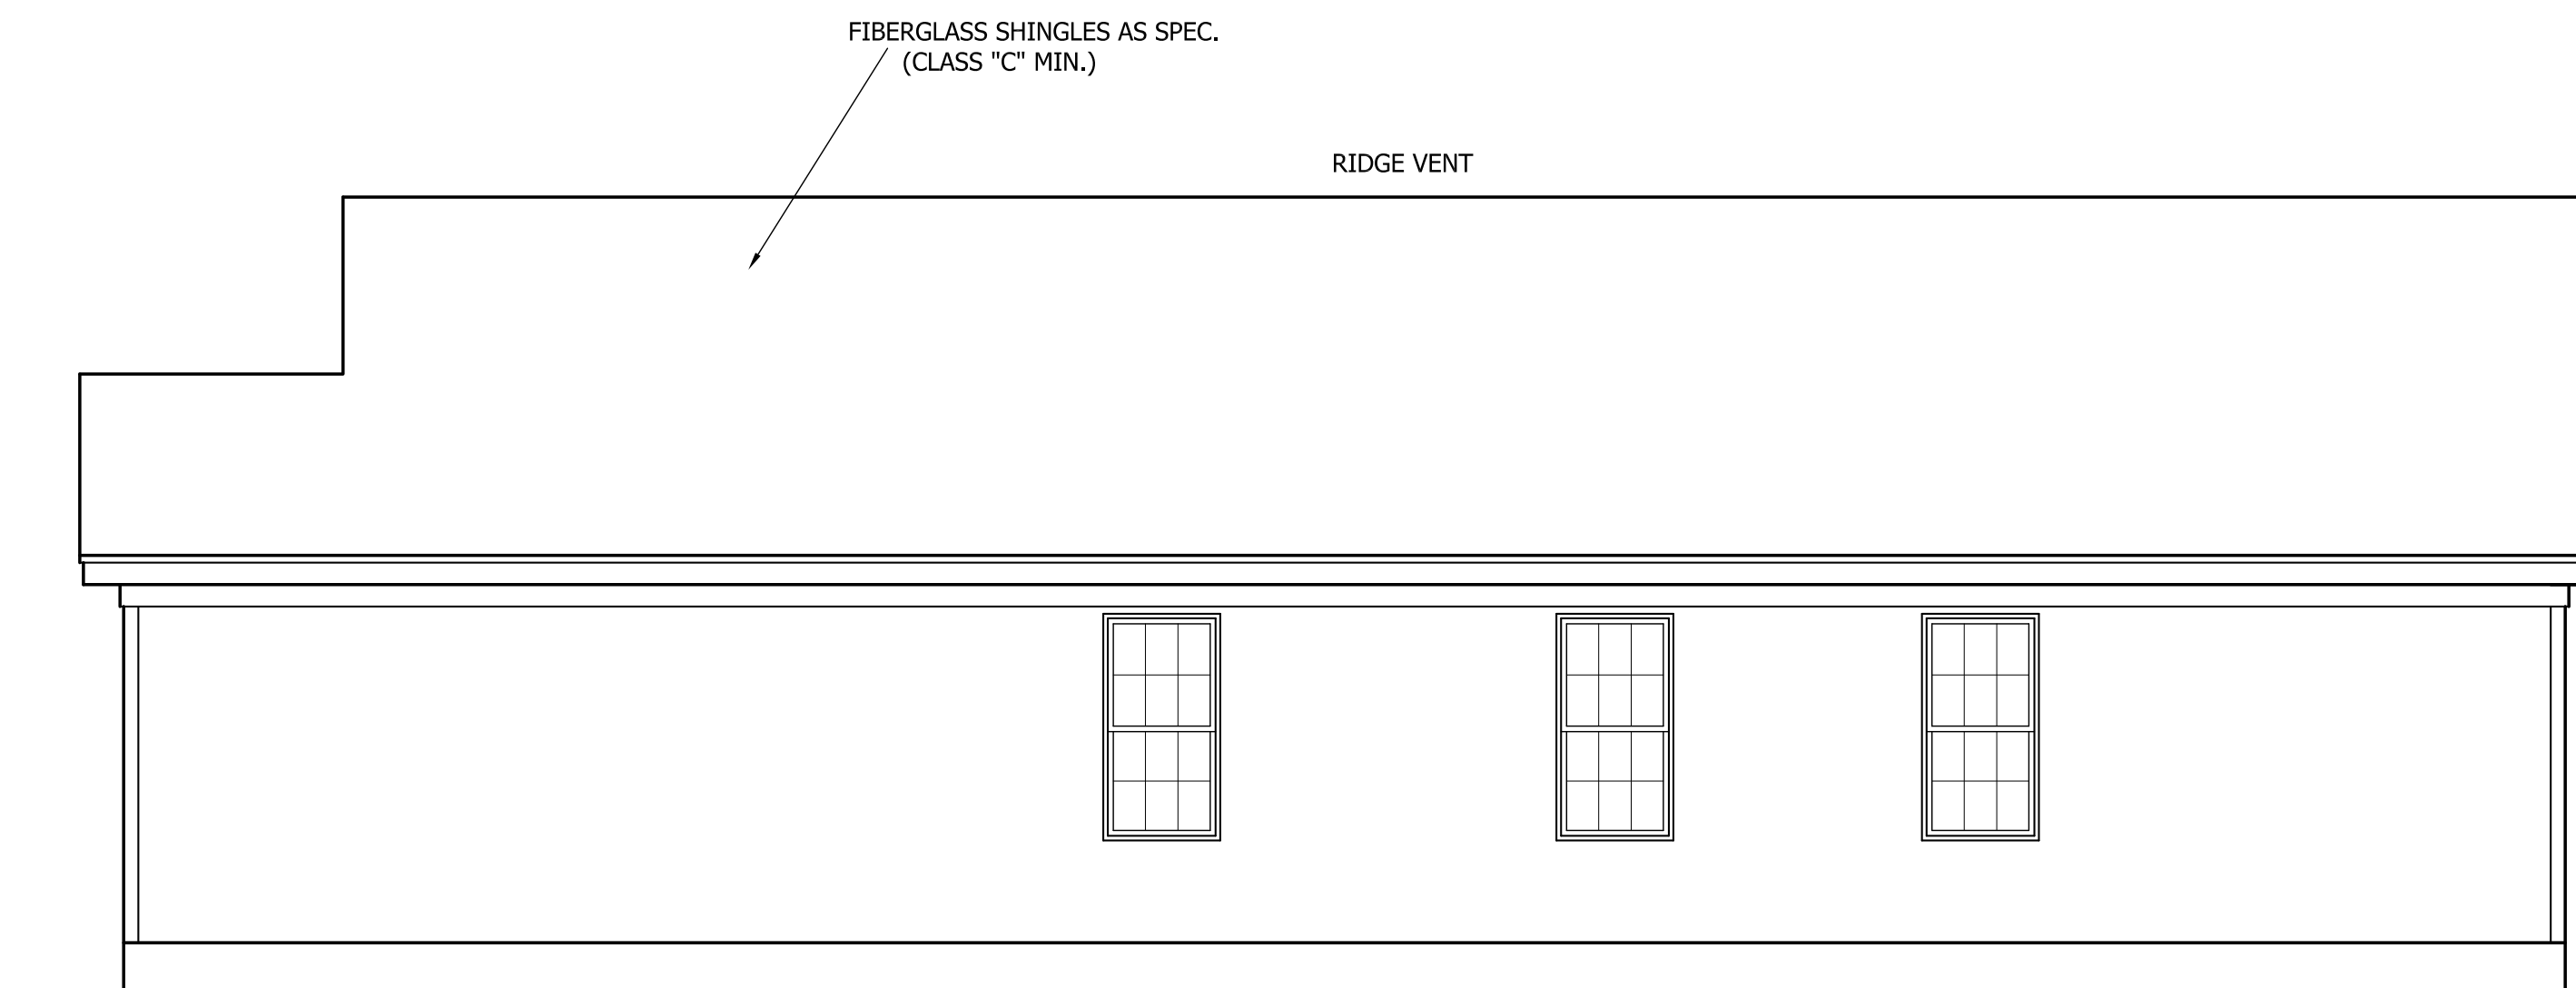 FIBERGLASS SHINGLES AS SPEC.
(CLASS "C" MIN.)
RIDGE VENT